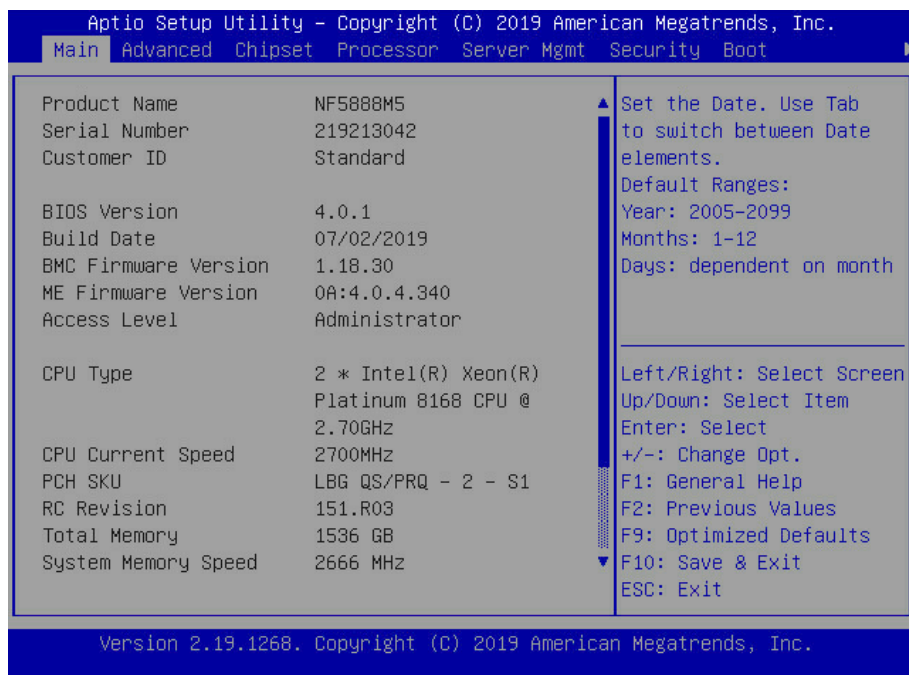 Aptio Setup Utility – Copyright (C) 2019 American Megatrends, Inc.
Main Advanced Chipset Processor Server Mgmt Security Boot
Product Name NF5888M5
Serial Number 219213042
Customer ID Standard
BIOS Version 4.0.1
Build Date 07/02/2019
BMC Firmware Version 1.18.30
ME Firmware Version 0A:4.0.4.340
Access Level Administrator
CPU Type 2 * Intel(R) Xeon(R)
Platinum 8168 CPU @
2.70GHz
CPU Current Speed 2700MHz
PCH SKU LBG QS/PRQ - 2 - S1
RC Revision 151.R03
Total Memory 1536 GB
System Memory Speed 2666 MHz
Set the Date. Use Tab
to switch between Date
elements.
Default Ranges:
Year: 2005-2099
Months: 1-12
Days: dependent on month
Left/Right: Select Screen
Up/Down: Select Item
Enter: Select
+/-: Change Opt.
F1: General Help
F2: Previous Values
F9: Optimized Defaults
F10: Save & Exit
ESC: Exit
Version 2.19.1268. Copyright (C) 2019 American Megatrends, Inc.